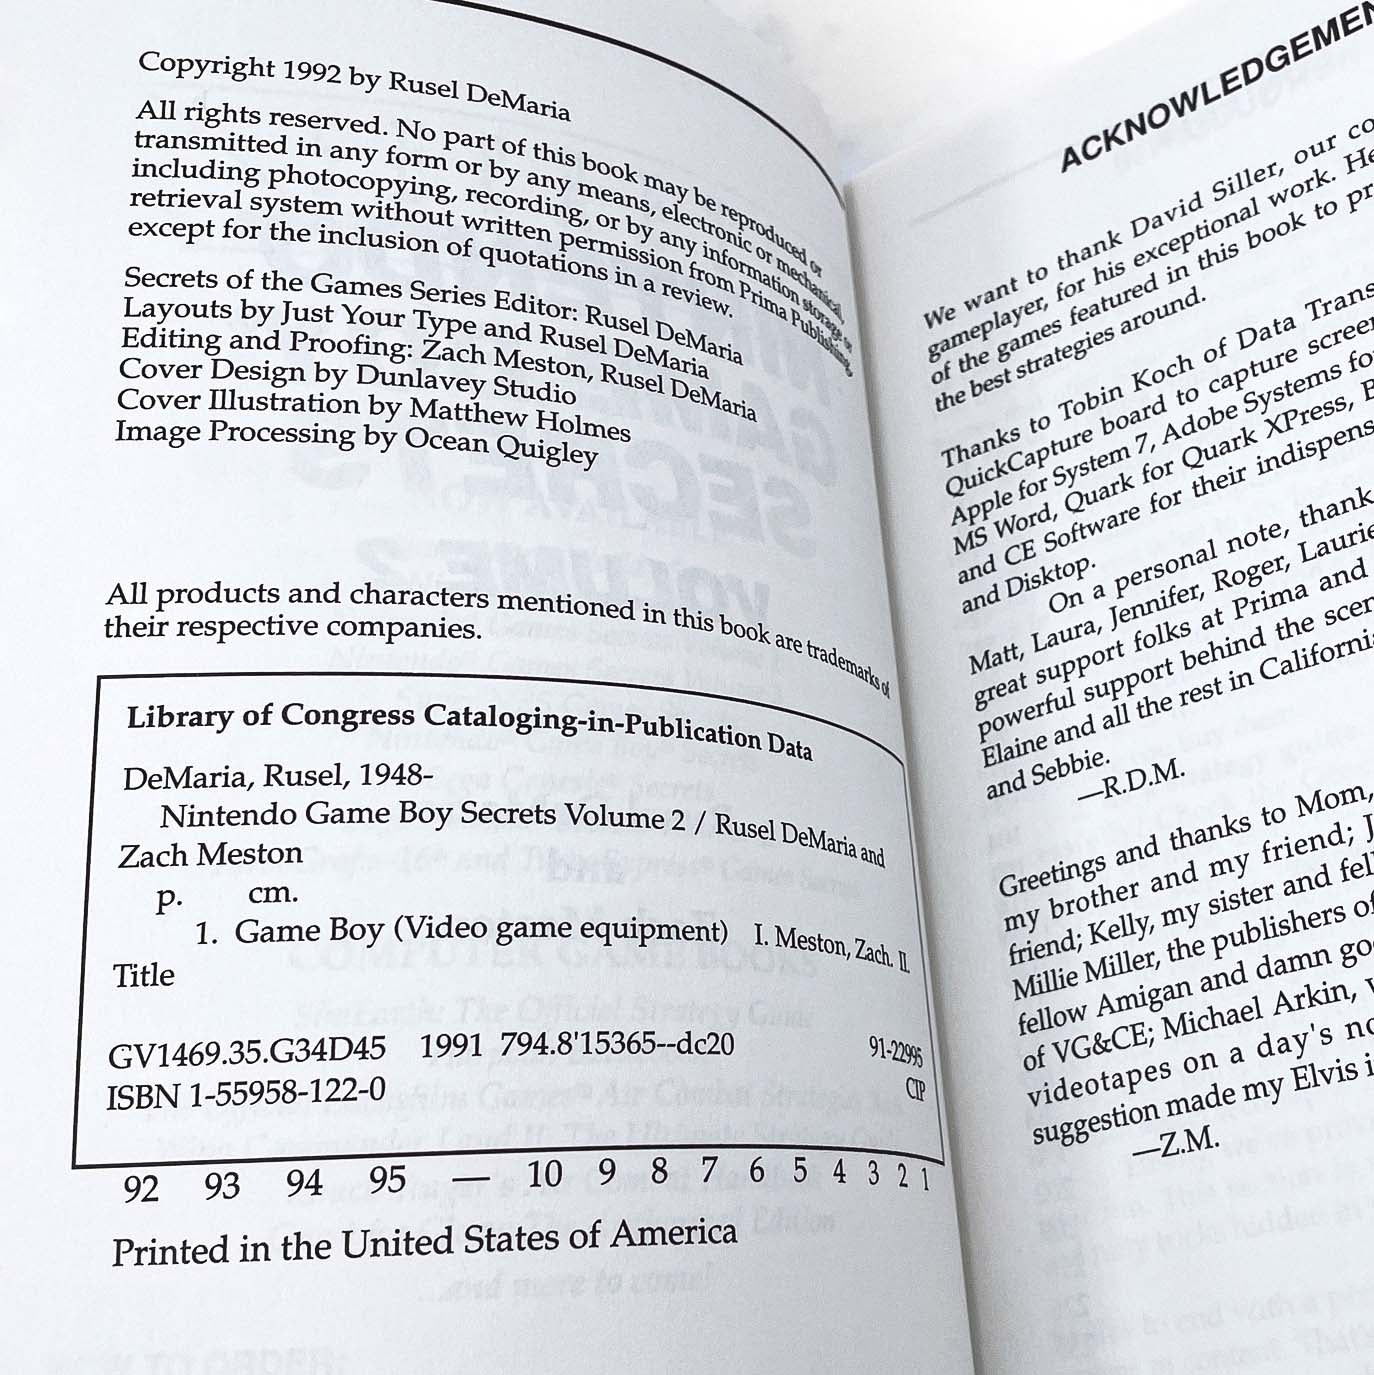 Copyright 1992 by Rusel DeMaria
All rights reserved. No part of this book may be reproduced or
transmitted in any form or by any means, electronic or mechanical,
including photocopying, recording, or by any information storage or
retrieval system without written permission from Prima Publishing,
except for the inclusion of quotations in a review.
Secrets of the Games Series Editor: Rusel DeMaria
Layouts by Just Your Type and Rusel DeMaria
Editing and Proofing: Zach Meston, Rusel DeMaria
Cover Design by Dunlavey Studio
Cover Illustration by Matthew Holmes
Image Processing by Ocean Quigley
All products and characters mentioned in this book are trademarks of
their respective companies.
Library of Congress Cataloging-in-Publication Data
DeMaria, Rusel, 1948-
Nintendo Game Boy Secrets Volume 2 / Rusel DeMaria and
Zach Meston
p. cm.
1. Game Boy (Video game equipment) I. Meston, Zach. II.
Title
GV1469.35.G34D45 1991 794.8'15365--dc20 91-22995
ISBN 1-55958-122-0 CIP
92 93 94 95 — 10 9 8 7 6 5 4 3 2 1
Printed in the United States of America
ACKNOWLEDGEMEN
We want to thank David Siller, our co
gameplayer, for his exceptional work. He
of the games featured in this book to pr
the best strategies around.
Thanks to Tobin Koch of Data Trans
QuickCapture board to capture screen
Apple for System 7, Adobe Systems fo
MS Word, Quark for Quark XPress, E
and CE Software for their indispens
and Disktop.
On a personal note, thank
Matt, Laura, Jennifer, Roger, Laurie
great support folks at Prima and
powerful support behind the scen
Elaine and all the rest in California
and Sebbie.
—R.D.M.
Greetings and thanks to Mom,
my brother and my friend; J
friend; Kelly, my sister and fell
Millie Miller, the publishers of
fellow Amigan and damn go
of VG&CE; Michael Arkin, v
videotapes on a day's no
suggestion made my Elvis i
—Z.M.